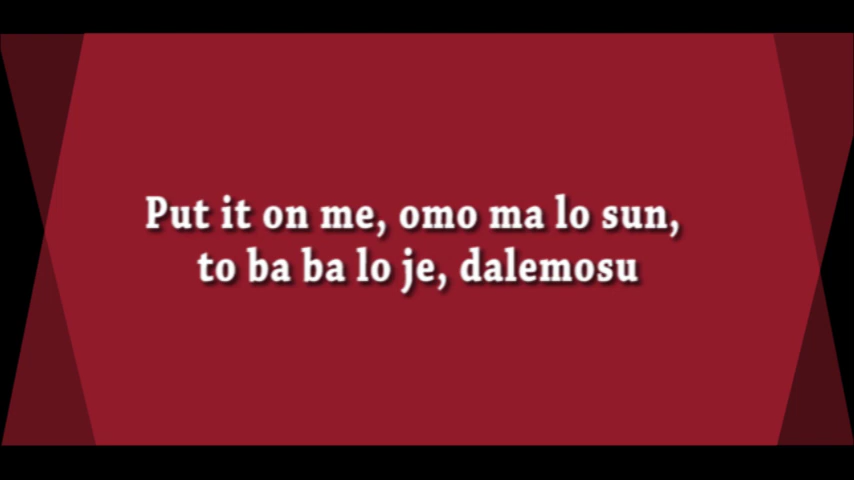 Put it on me, omo ma lo sun,
to ba ba lo je, dalemosu